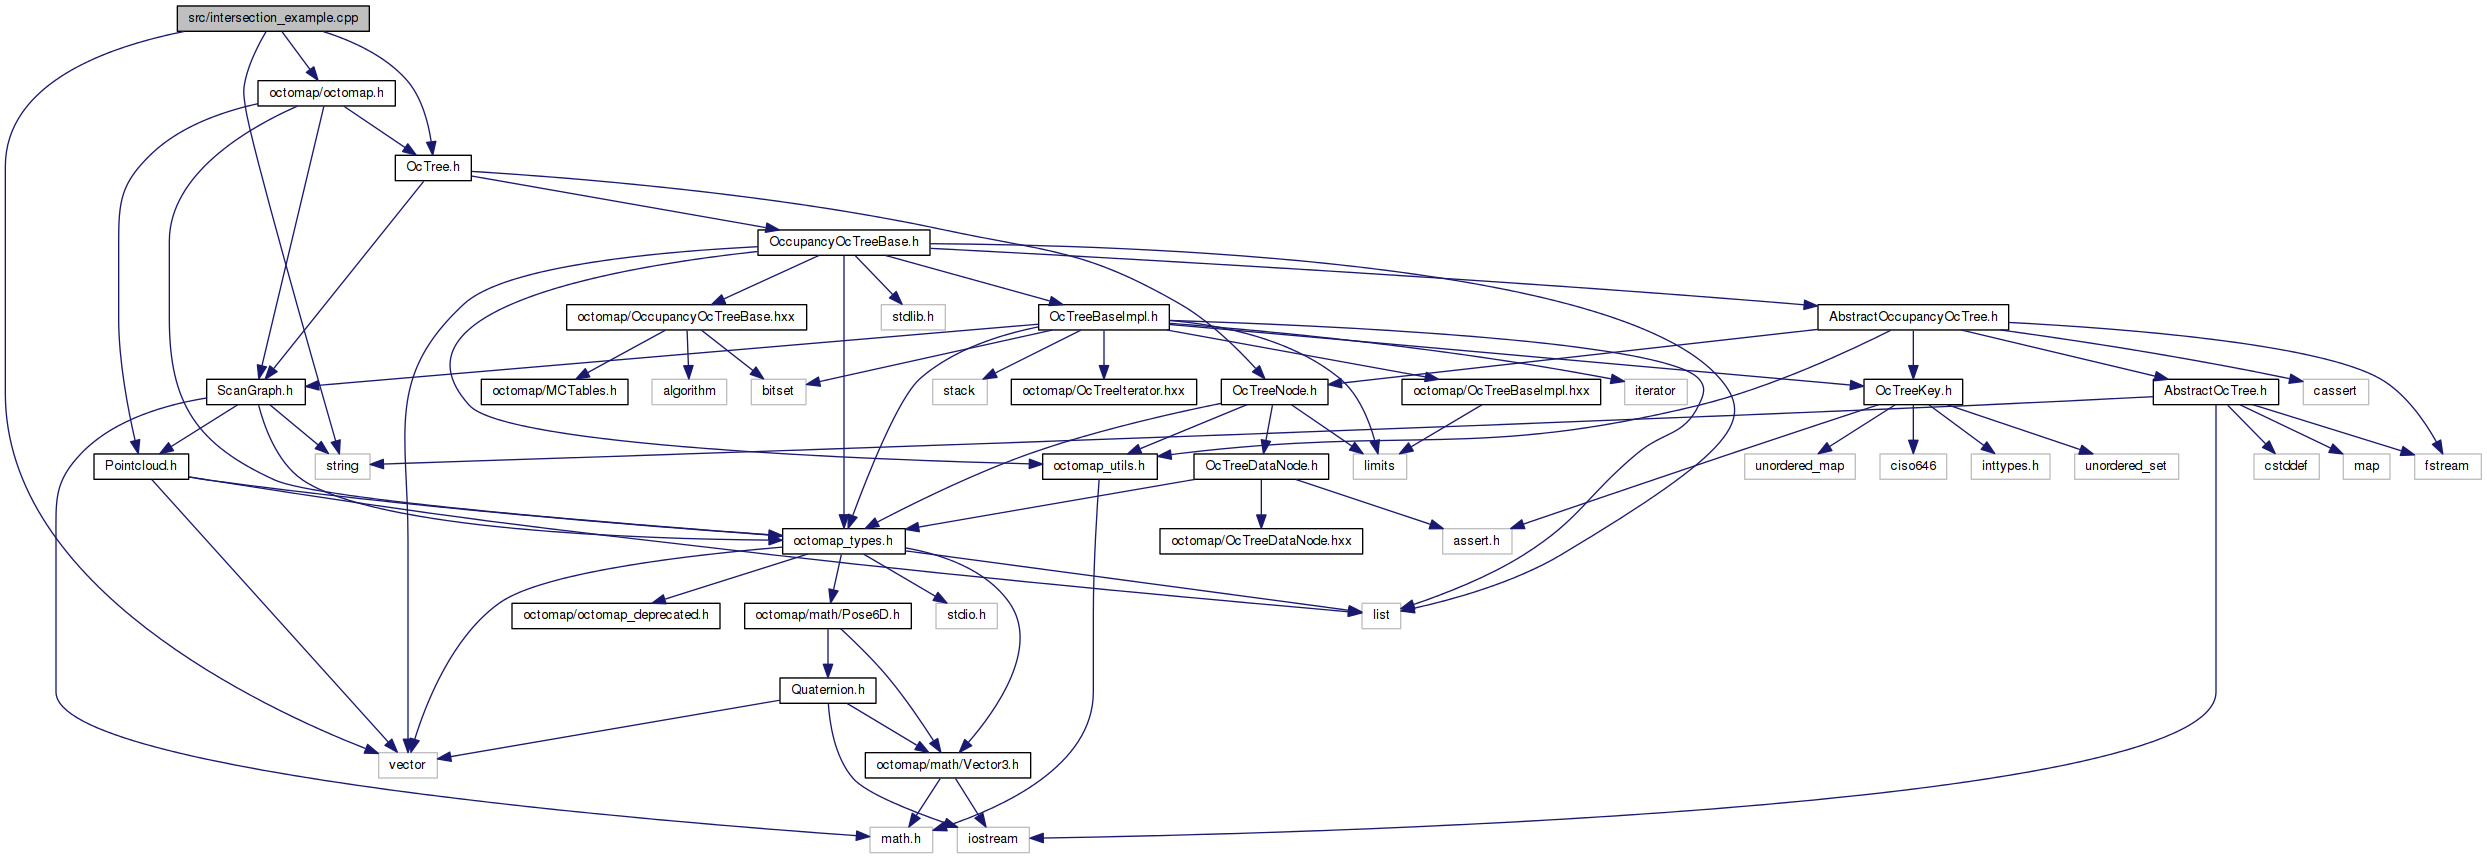 src/intersection_example.cpp
octomap/octomap.h
OcTree.h
OccupancyOcTreeBase.h
octomap/OccupancyOcTreeBase.hxx
stdlib.h
OcTreeBaseImpl.h
AbstractOccupancyOcTree.h
ScanGraph.h
octomap/MCTables.h
algorithm
bitset
stack
octomap/OcTreeIterator.hxx
OcTreeNode.h
octomap/OcTreeBaseImpl.hxx
iterator
OcTreeKey.h
AbstractOcTree.h
cassert
Pointcloud.h
string
octomap_utils.h
OcTreeDataNode.h
limits
unordered_map
ciso646
inttypes.h
unordered_set
cstddef
map
fstream
octomap_types.h
octomap/OcTreeDataNode.hxx
assert.h
octomap/octomap_deprecated.h
octomap/math/Pose6D.h
stdio.h
list
Quaternion.h
vector
octomap/math/Vector3.h
math.h
iostream